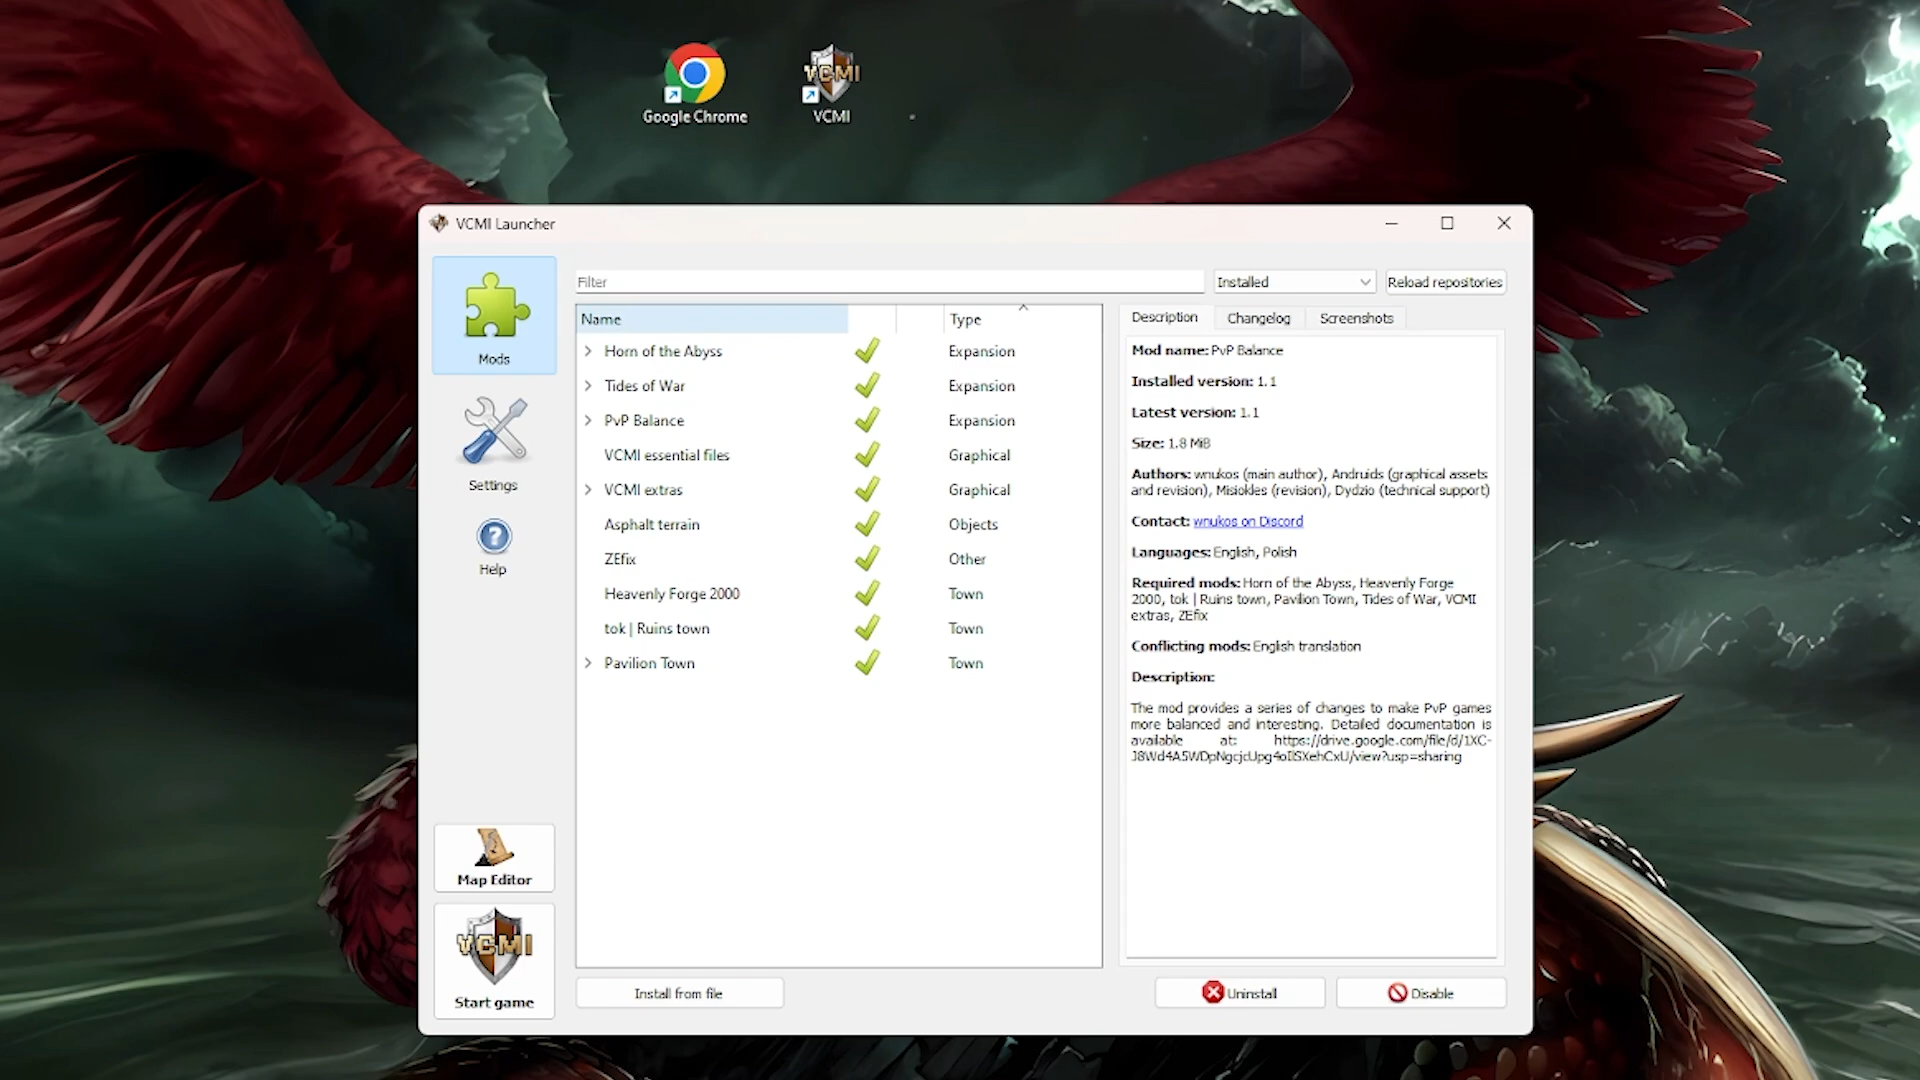 Google Chrome
VCMI
VCMI
VCMI Launcher
Mods
Settings
Help
Map Editor
VCMI
Start game
Filter
Installed
Reload repositories
Name
Type
Horn of the Abyss Expansion
Tides of War Expansion
PvP Balance Expansion
VCMI essential files Graphical
VCMI extras Graphical
Asphalt terrain Objects
ZEfix Other
Heavenly Forge 2000 Town
tok | Ruins town Town
Pavilion Town Town
Install from file
Description Changelog Screenshots
Mod name: PvP Balance
Installed version: 1.1
Latest version: 1.1
Size: 1.8 MiB
Authors: wnukos (main author), Andruids (graphical assets
and revision), Misiokles (revision), Dydzio (technical support)
Contact: wnukos on Discord
Languages: English, Polish
Required mods: Horn of the Abyss, Heavenly Forge
2000, tok | Ruins town, Pavilion Town, Tides of War, VCMI
extras, ZEfix
Conflicting mods: English translation
Description:
The mod provides a series of changes to make PvP games
more balanced and interesting. Detailed documentation is
available at: https://drive.google.com/file/d/1XC-
J8Wd4A5WDpNgcjcUpg4oIlSXehCxU/view?usp=sharing
Uninstall
Disable